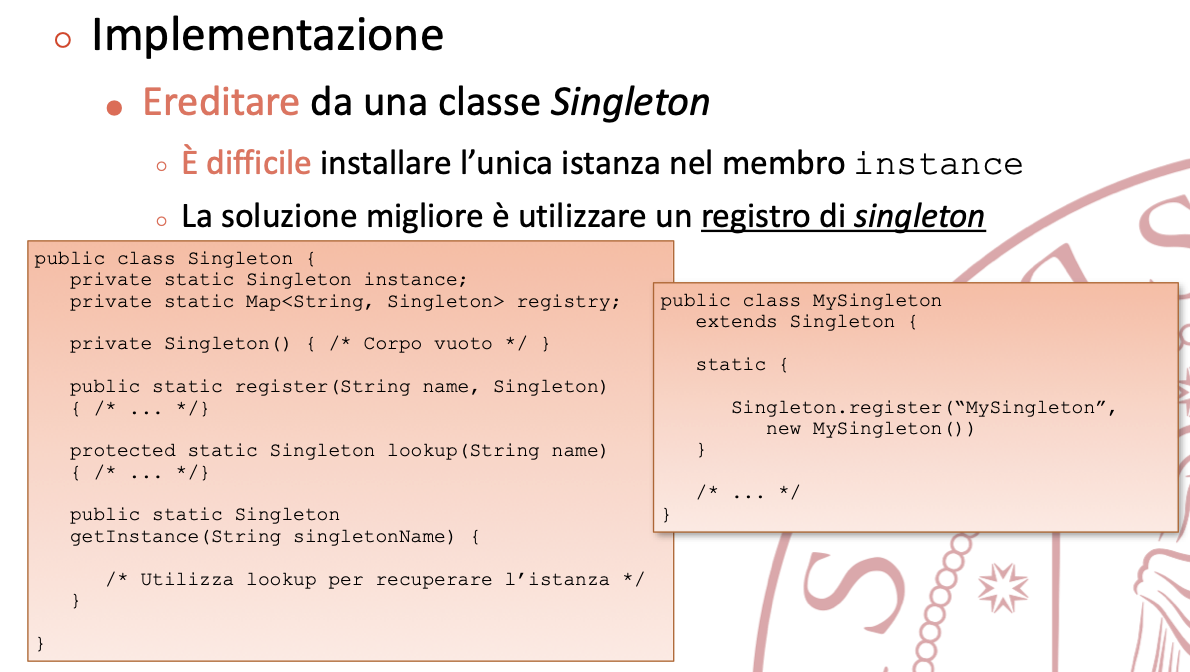 Implementazione
Ereditare da una classe Singleton
È difficile installare l’unica istanza nel membro instance
La soluzione migliore è utilizzare un registro di singleton
public class Singleton {
private static Singleton instance;
private static Map<String, Singleton> registry;
private Singleton() { /* Corpo vuoto */ }
public static register(String name, Singleton)
{ /* ... */}
protected static Singleton lookup(String name)
{ /* ... */}
public static Singleton
getInstance(String singletonName) {
/* Utilizza lookup per recuperare l’istanza */
}
}
public class MySingleton
extends Singleton {
static {
Singleton.register(“MySingleton”,
new MySingleton())
}
/* ... */
}